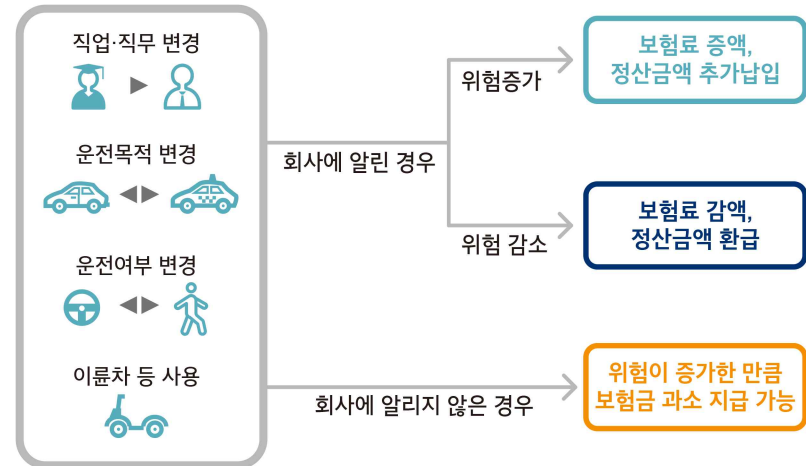 직업·직무 변경
운전목적 변경
운전여부 변경
이륜차 등 사용
회사에 알린 경우
위험증가
보험료 증액,
정산금액 추가납입
위험 감소
보험료 감액,
정산금액 환급
회사에 알리지 않은 경우
위험이 증가한 만큼
보험금 과소 지급 가능